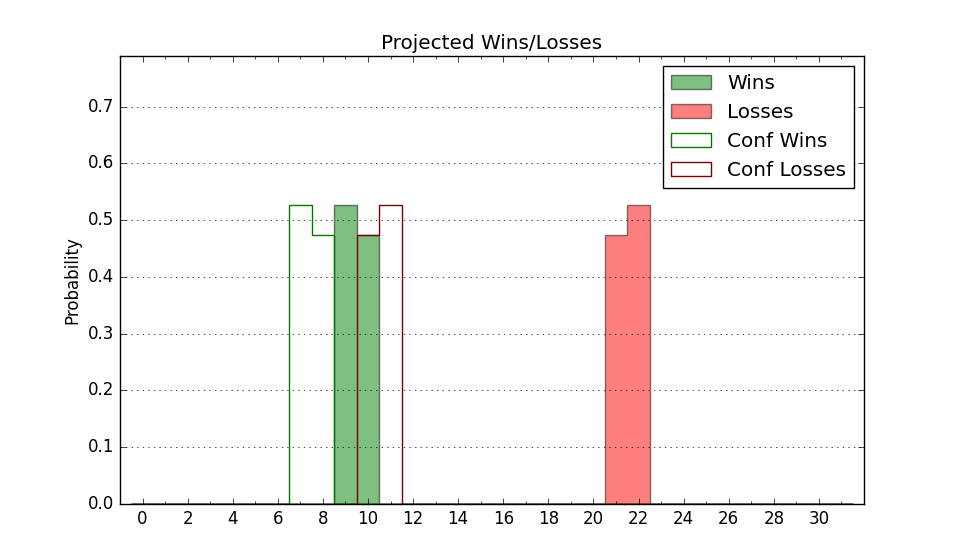 Projected Wins/Losses
Wins
Losses
Conf Wins
Conf Losses
Probability
0.7
0.6
0.5
0.4
0.3
0.2
0.1
0.0
0 2 4 6 8 10 12 14 16 18 20 22 24 26 28 30